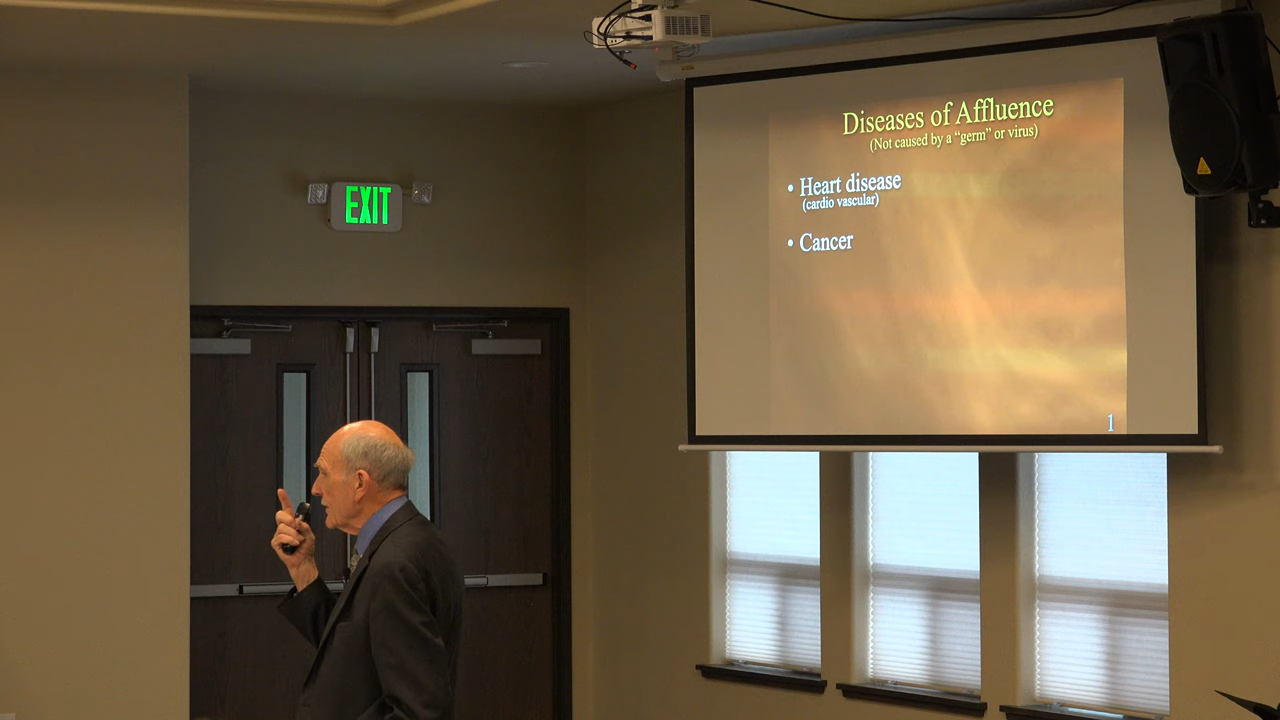 EXIT
Diseases of Affluence
(Not caused by a “germ” or virus)
• Heart disease
(cardio vascular)
• Cancer
1